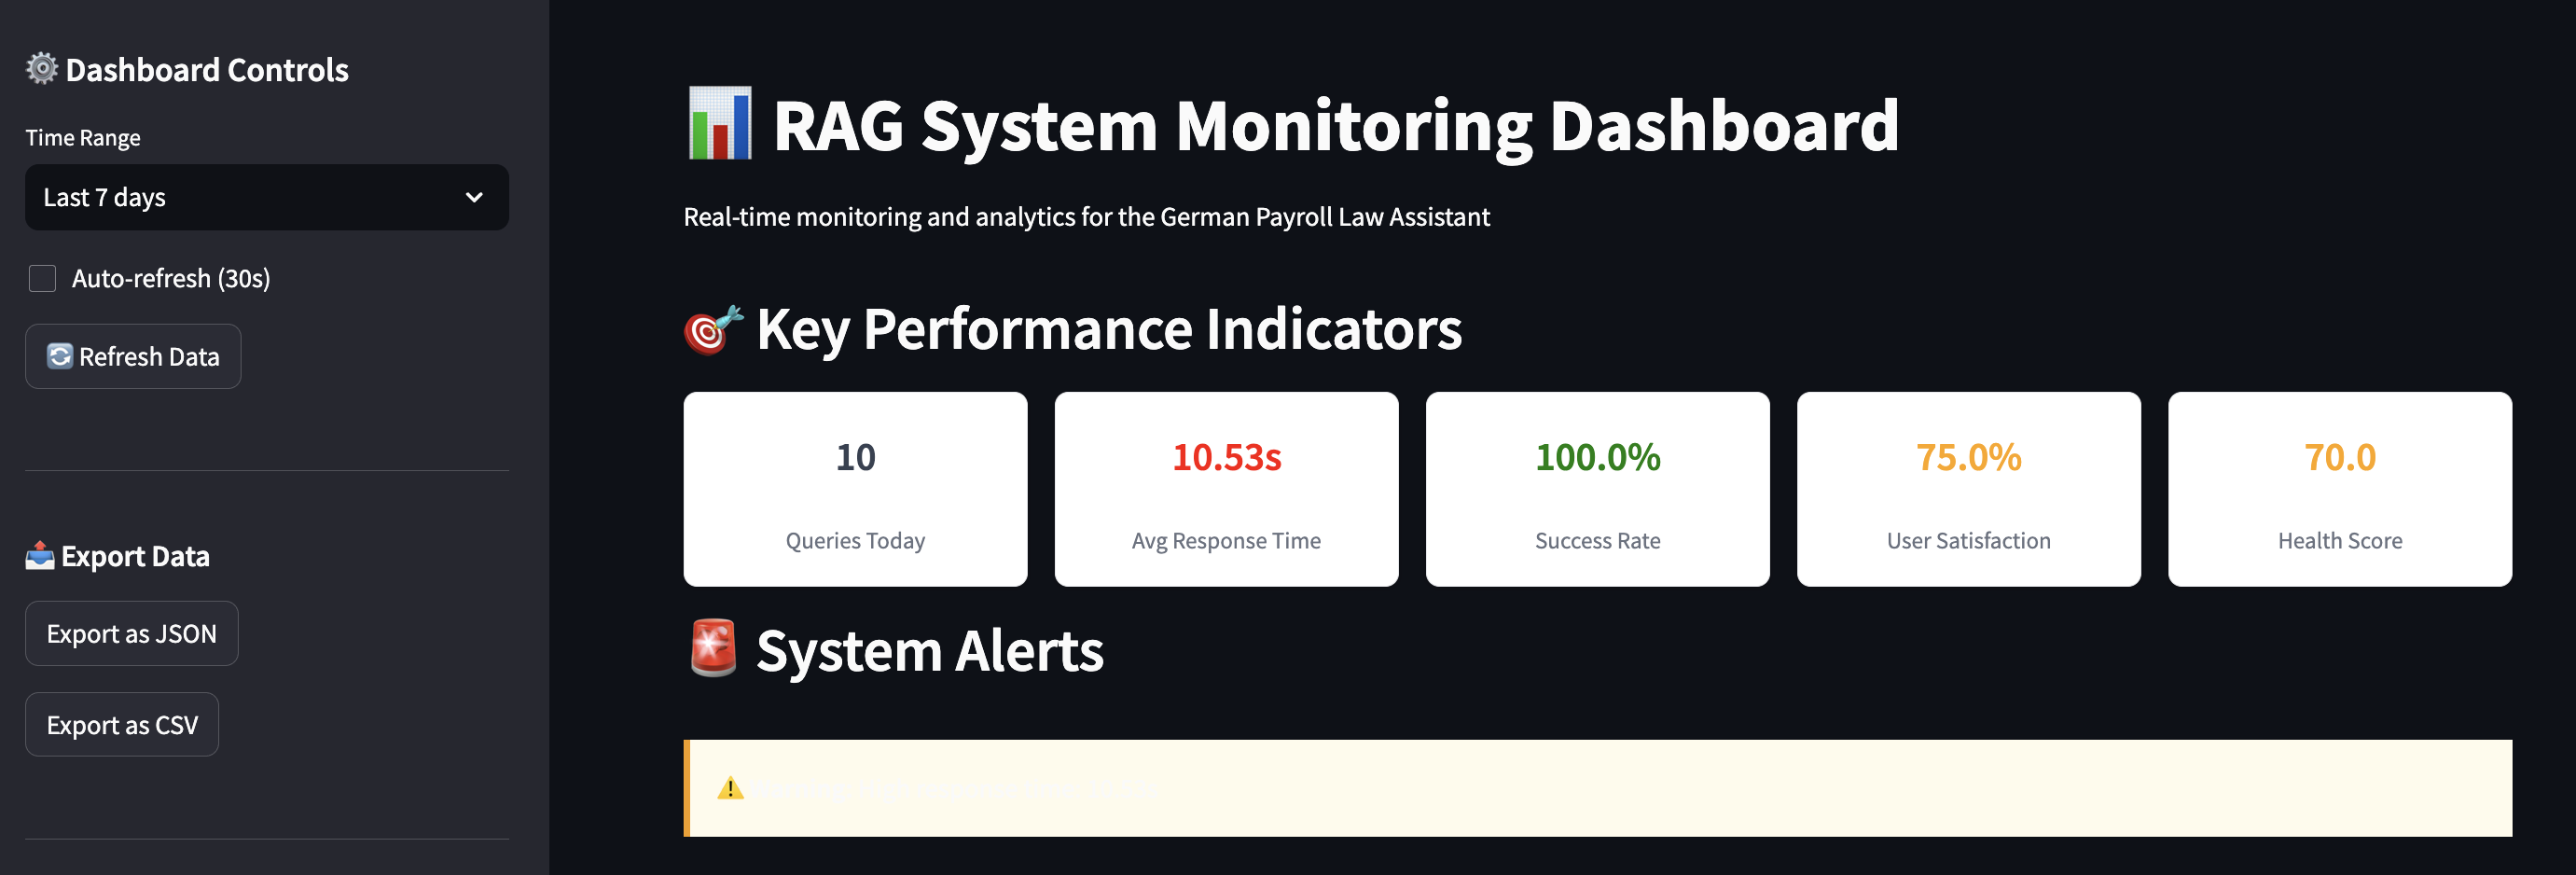 Dashboard Controls
Time Range
Last 7 days
Auto-refresh (30s)
Refresh Data
Export Data
Export as JSON
Export as CSV
RAG System Monitoring Dashboard
Real-time monitoring and analytics for the German Payroll Law Assistant
Key Performance Indicators
10
Queries Today
10.53s
Avg Response Time
100.0%
Success Rate
75.0%
User Satisfaction
70.0
Health Score
System Alerts